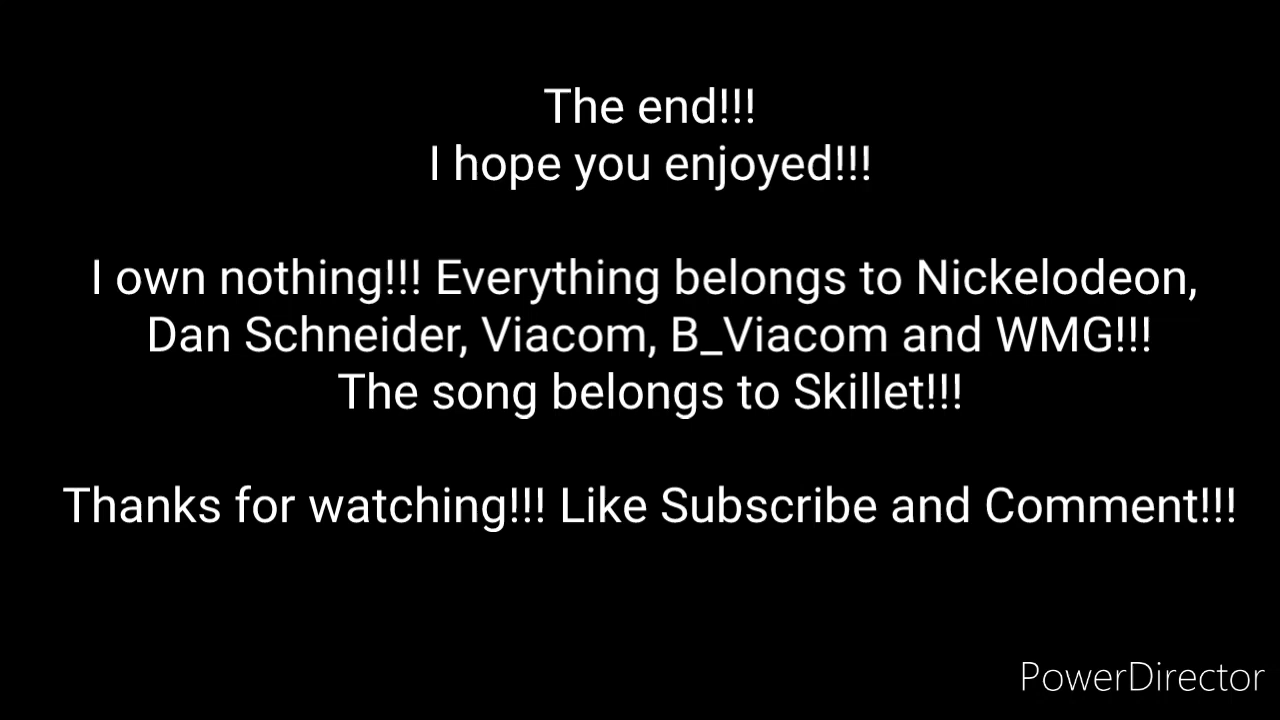 The end!!!
I hope you enjoyed!!!
I own nothing!!! Everything belongs to Nickelodeon,
Dan Schneider, Viacom, B_Viacom and WMG!!!
The song belongs to Skillet!!!
Thanks for watching!!! Like Subscribe and Comment!!!
PowerDirector